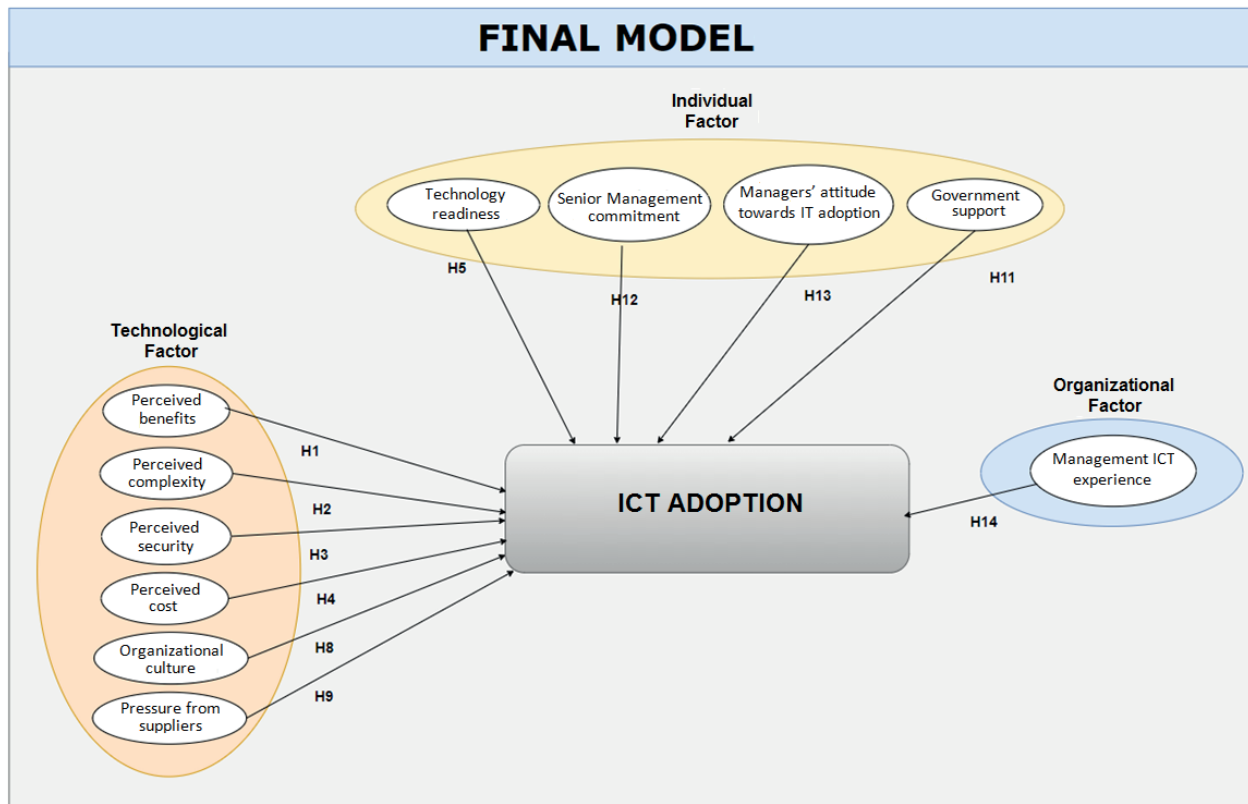 FINAL MODEL
Individual
Factor
Technology
readiness
Senior Management
commitment
Managers’ attitude
towards IT adoption
Government
support
H5
H12
H13
H11
Technological
Factor
Perceived
benefits
Perceived
complexity
Perceived
security
Perceived
cost
Organizational
culture
Pressure from
suppliers
H1
H2
H3
H4
H8
H9
ICT ADOPTION
Organizational
Factor
Management ICT
experience
H14